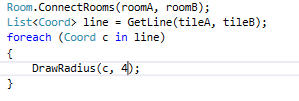 Room.ConnectRooms(roomA, roomB);
List<Coord> line = GetLine(tileA, tileB);
foreach (Coord c in line)
{
DrawRadius(c, 4);
}